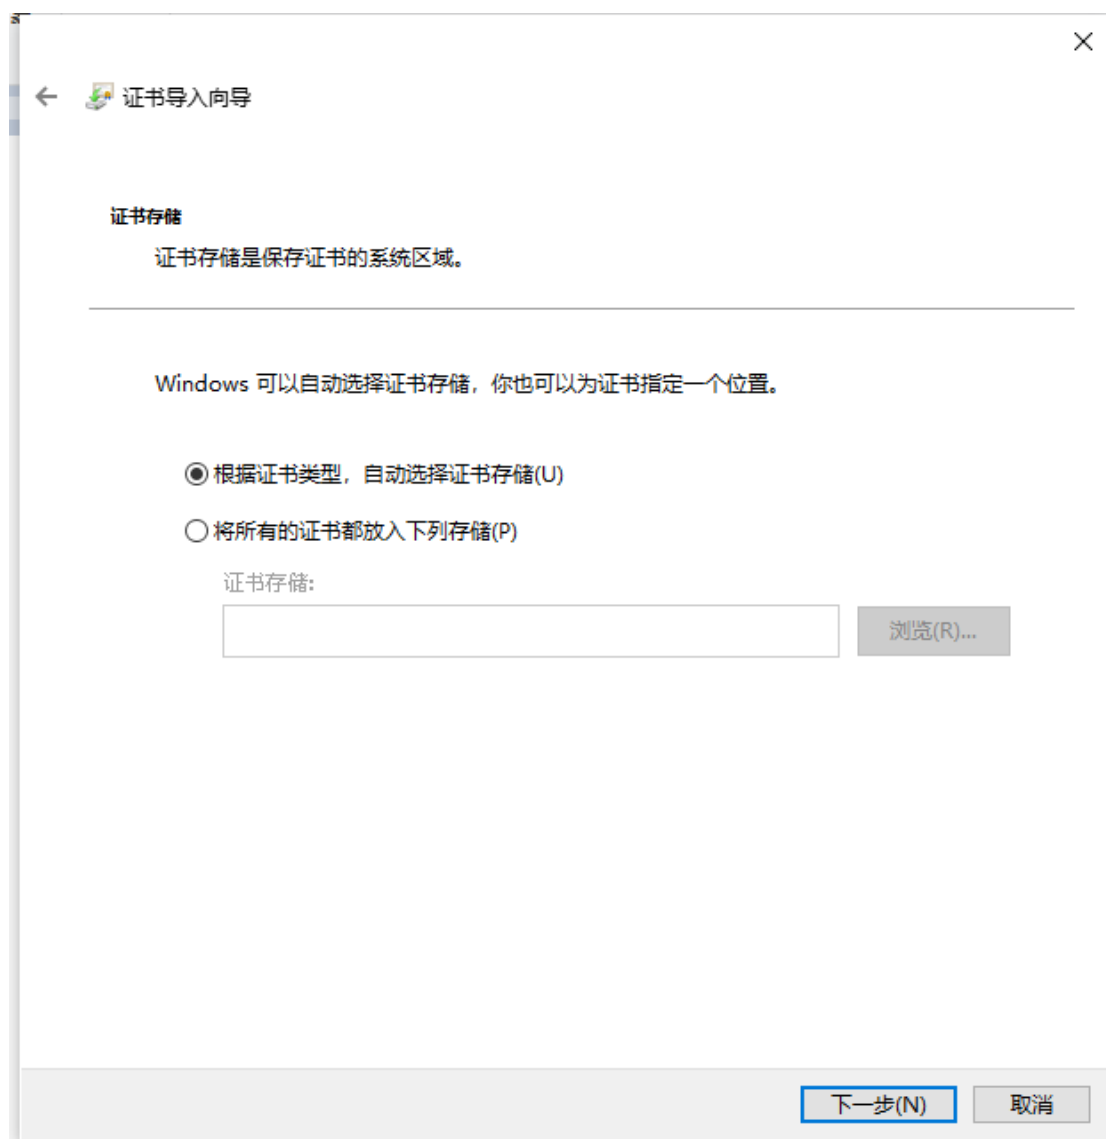 证书导入向导
证书存储
证书存储是保存证书的系统区域。
Windows 可以自动选择证书存储，你也可以为证书指定一个位置。
根据证书类型，自动选择证书存储(U)
将所有的证书都放入下列存储(P)
证书存储:
浏览(R)...
下一步(N)
取消